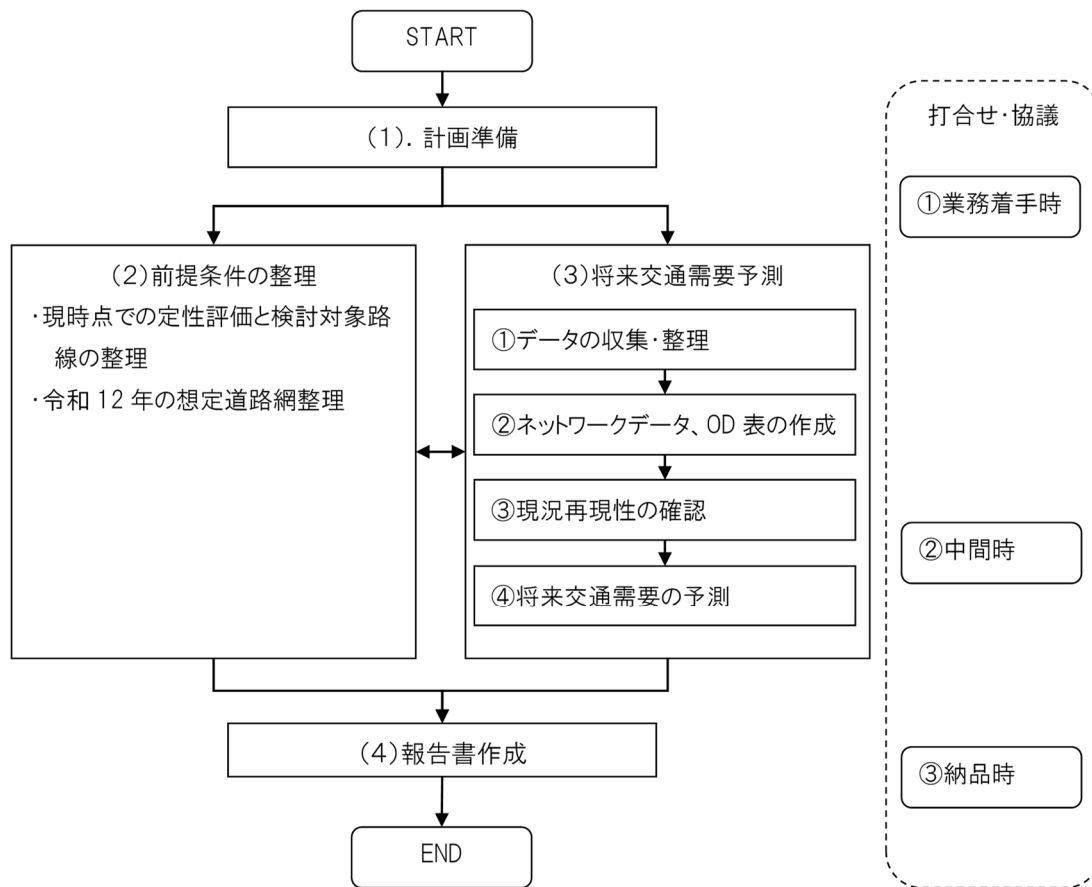 START
(1). 計画準備
(2)前提条件の整理
・現時点での定性評価と検討対象路
線の整理
・令和 12 年の想定道路網整理
(3)将来交通需要予測
①データの収集・整理
②ネットワークデータ、OD 表の作成
③現況再現性の確認
④将来交通需要の予測
(4)報告書作成
END
打合せ・協議
①業務着手時
②中間時
③納品時